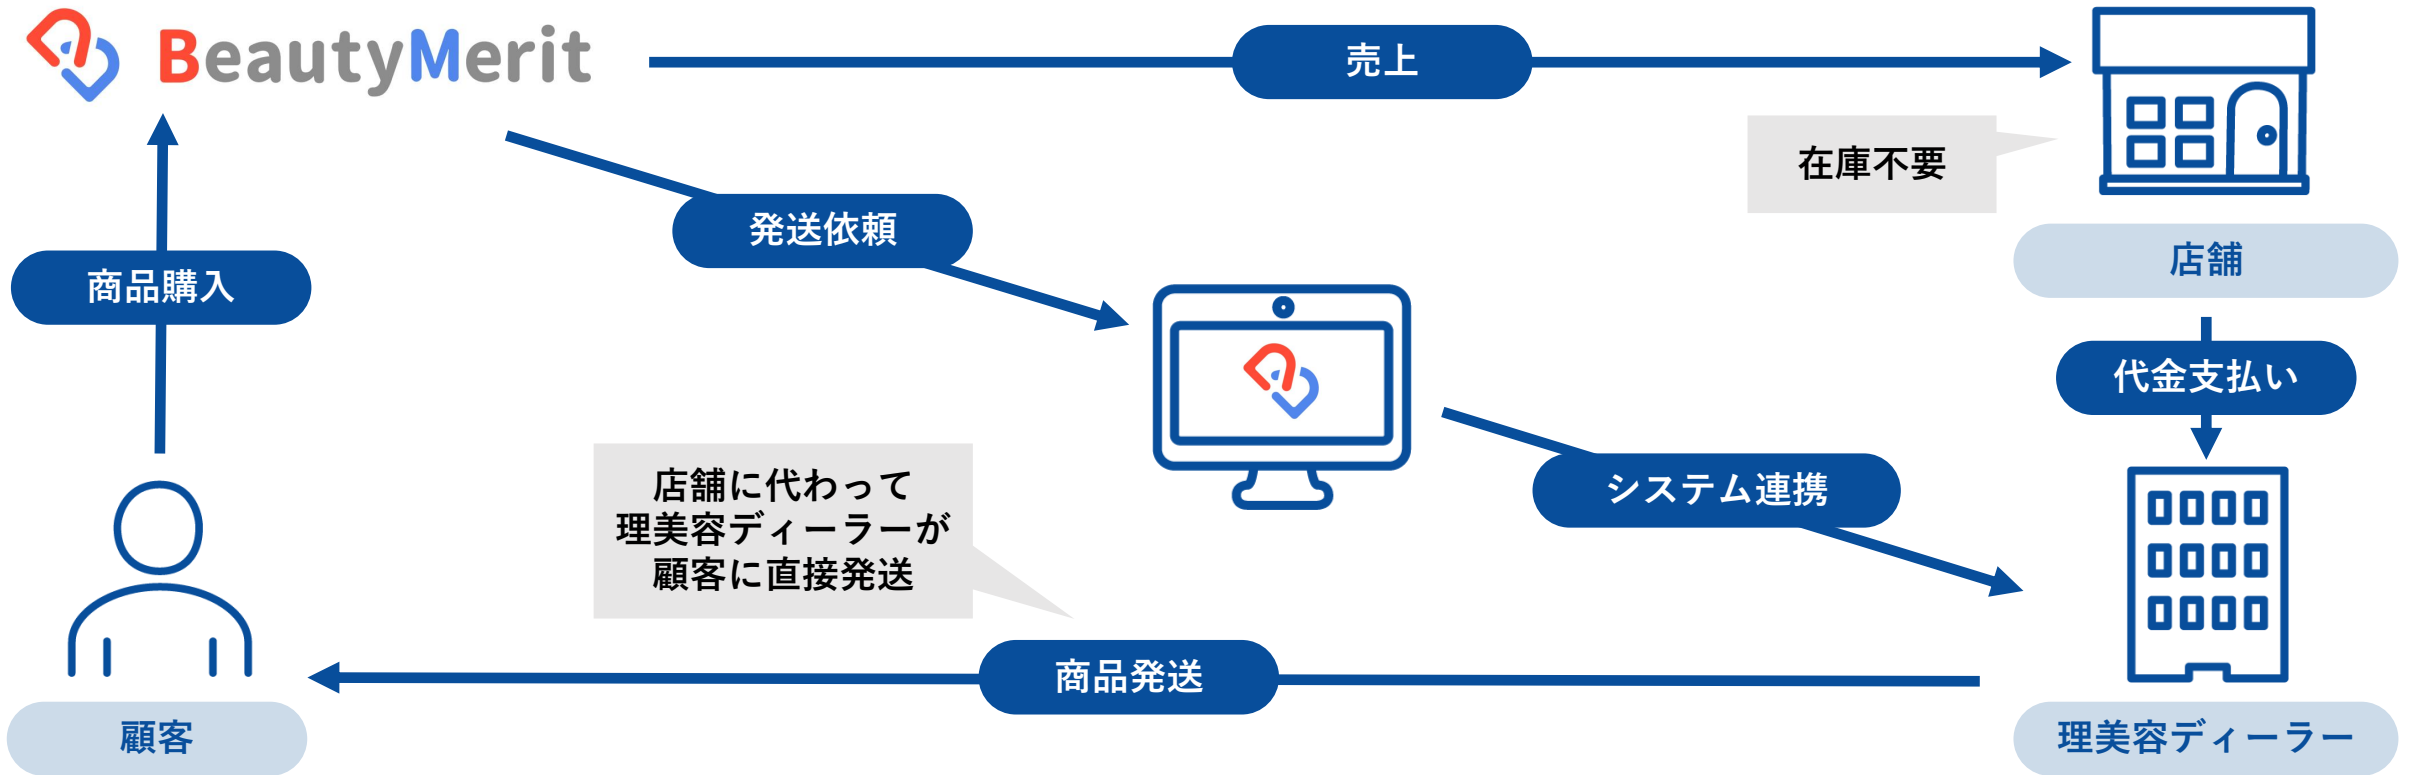 BeautyMerit
売上
在庫不要
発送依頼
店舗
商品購入
代金支払い
店舗に代わって
理美容ディーラーが
顧客に直接発送
システム連携
商品発送
顧客
理美容ディーラー